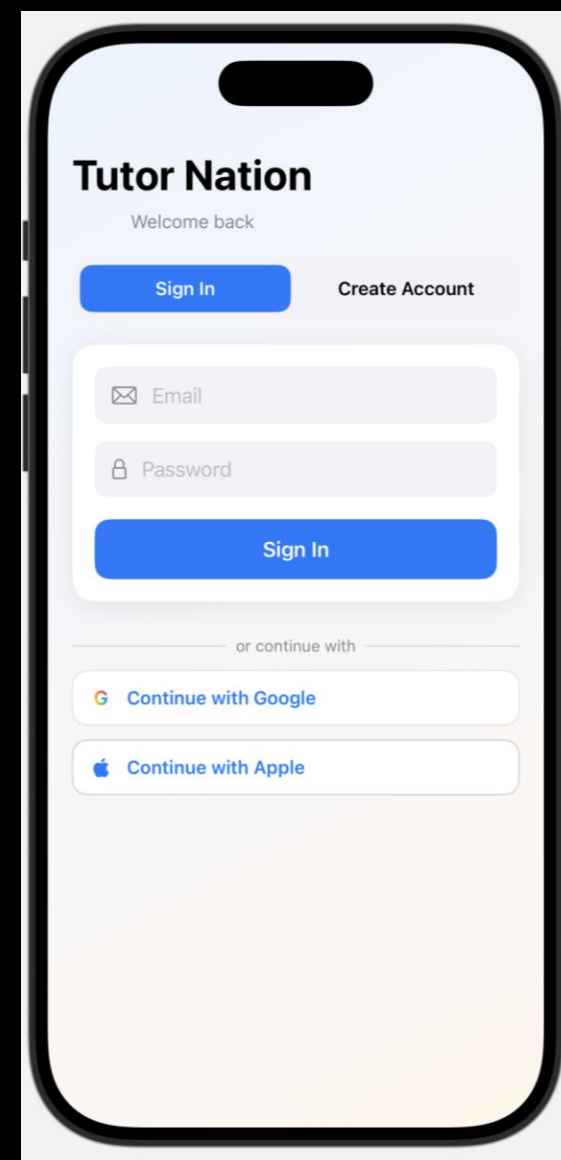 Tutor Nation
Welcome back
Sign In Create Account
Email
Password
Sign In
or continue with
G Continue with Google
Continue with Apple